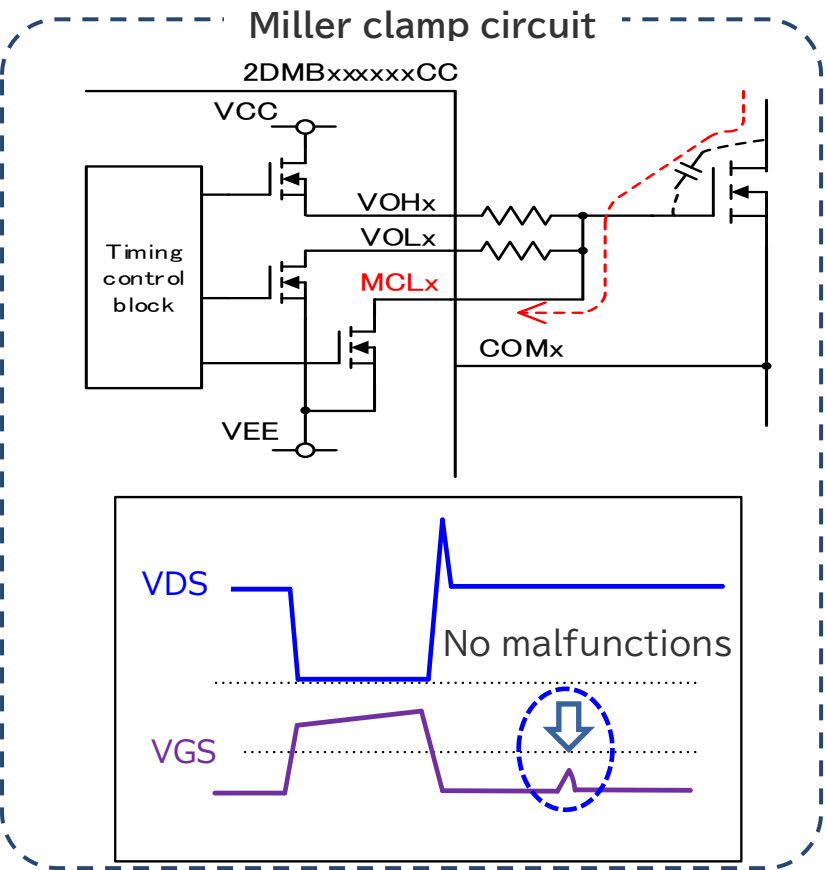 Miller clamp circuit
2DMBxxxxxxCC
VCC
VOHx
VOLx
Timing
control
block
MCLx
COMx
VEE
VDS
No malfunctions
VGS